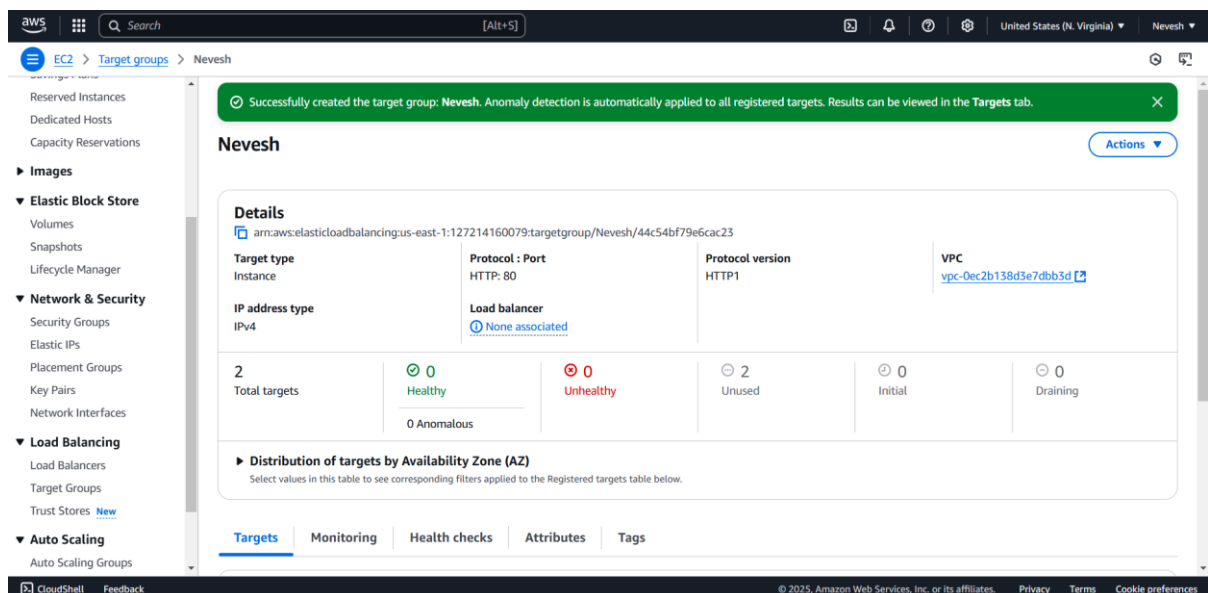 aws
Search [Alt+S]
United States (N. Virginia) Nevesh
EC2 > Target groups > Nevesh
Reserved Instances
Dedicated Hosts
Capacity Reservations
Images
Elastic Block Store
Volumes
Snapshots
Lifecycle Manager
Network & Security
Security Groups
Elastic IPs
Placement Groups
Key Pairs
Network Interfaces
Load Balancing
Load Balancers
Target Groups
Trust Stores New
Auto Scaling
Auto Scaling Groups
Successfully created the target group: Nevesh. Anomaly detection is automatically applied to all registered targets. Results can be viewed in the Targets tab.
Nevesh
Actions
Details
arn:aws:elasticloadbalancing:us-east-1:127214160079:targetgroup/Nevesh/44c54bf79e6cac23
Target type
Instance
Protocol : Port
HTTP: 80
Protocol version
HTTP1
VPC
vpc-0ec2b138d3e7dbb3d
IP address type
IPv4
Load balancer
None associated
2
Total targets
0
Healthy
0 Anomalous
0
Unhealthy
2
Unused
0
Initial
0
Draining
Distribution of targets by Availability Zone (AZ)
Select values in this table to see corresponding filters applied to the Registered targets table below.
Targets Monitoring Health checks Attributes Tags
CloudShell Feedback © 2025, Amazon Web Services, Inc. or its affiliates. Privacy Terms Cookie preferences